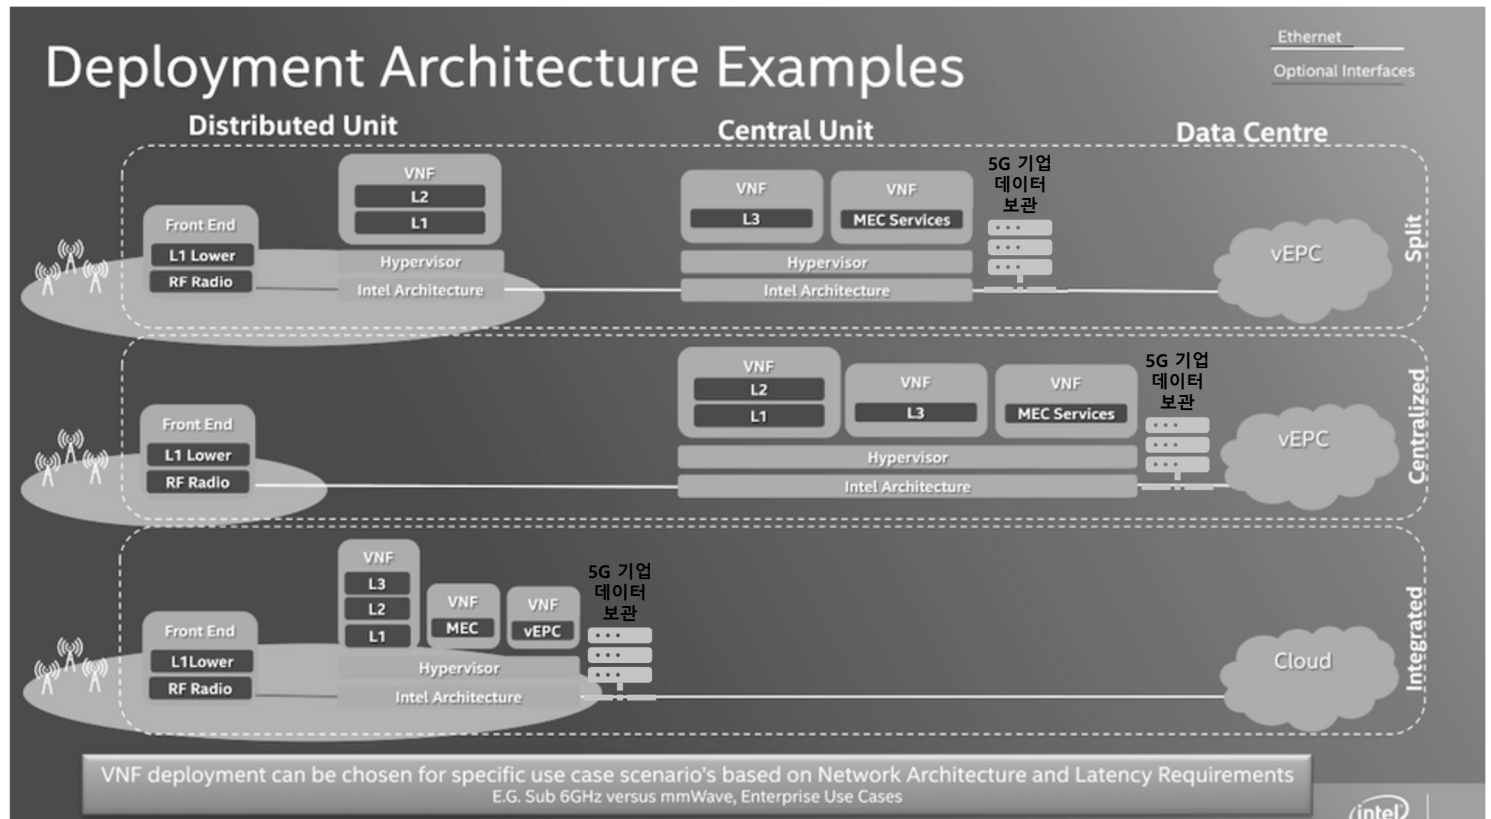 Deployment Architecture Examples
Ethernet
Optional Interfaces
Distributed Unit
Central Unit
Data Centre
Front End
L1 Lower
RF Radio
VNF
L2
L1
Hypervisor
Intel Architecture
VNF
L3
VNF
MEC Services
Hypervisor
Intel Architecture
5G 기업
데이터
보관
vEPC
Split
Front End
L1 Lower
RF Radio
VNF
L2
L1
VNF
L3
VNF
MEC Services
Hypervisor
Intel Architecture
5G 기업
데이터
보관
vEPC
Centralized
Front End
L1Lower
RF Radio
VNF
L3
L2
L1
VNF
MEC
VNF
vEPC
Hypervisor
Intel Architecture
5G 기업
데이터
보관
Cloud
Integrated
VNF deployment can be chosen for specific use case scenario's based on Network Architecture and Latency Requirements
E.G. Sub 6GHz versus mmWave, Enterprise Use Cases
intel